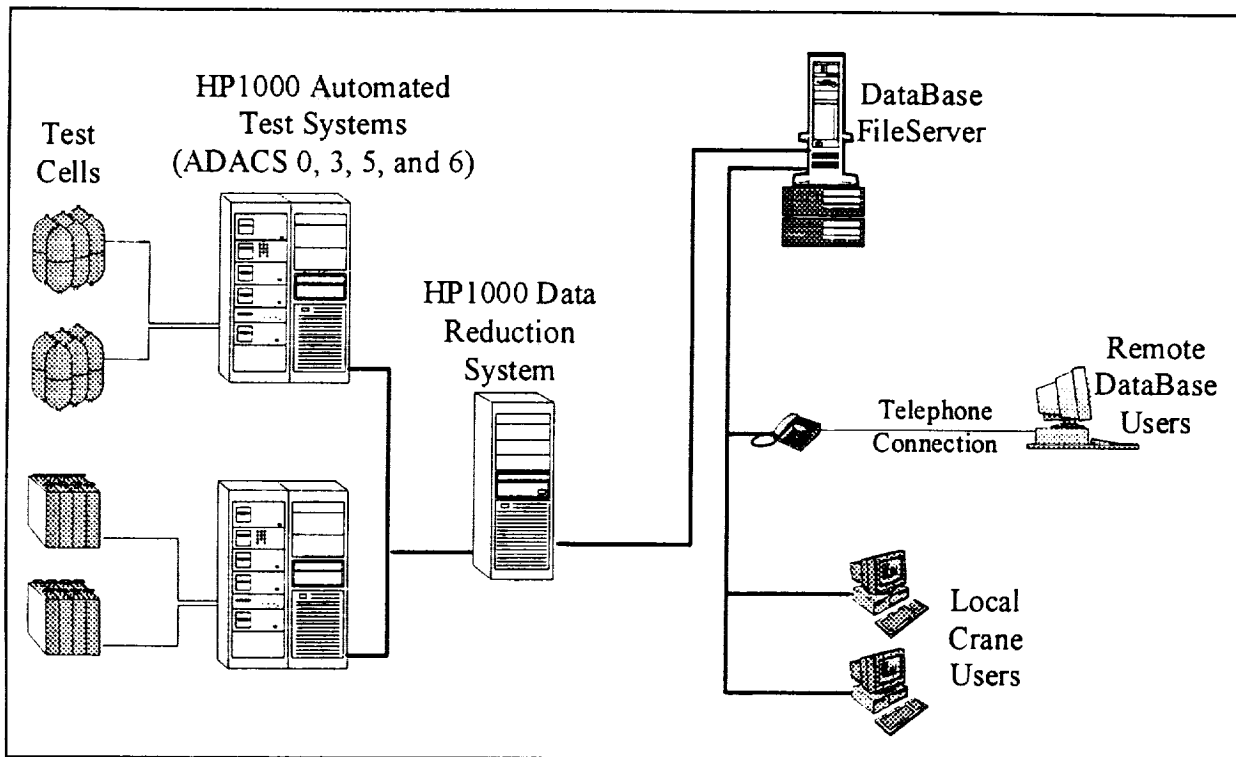 Test
Cells
HP1000 Automated
Test Systems
(ADACS 0, 3, 5, and 6)
HP1000 Data
Reduction
System
DataBase
FileServer
Telephone
Connection
Remote
DataBase
Users
Local
Crane
Users